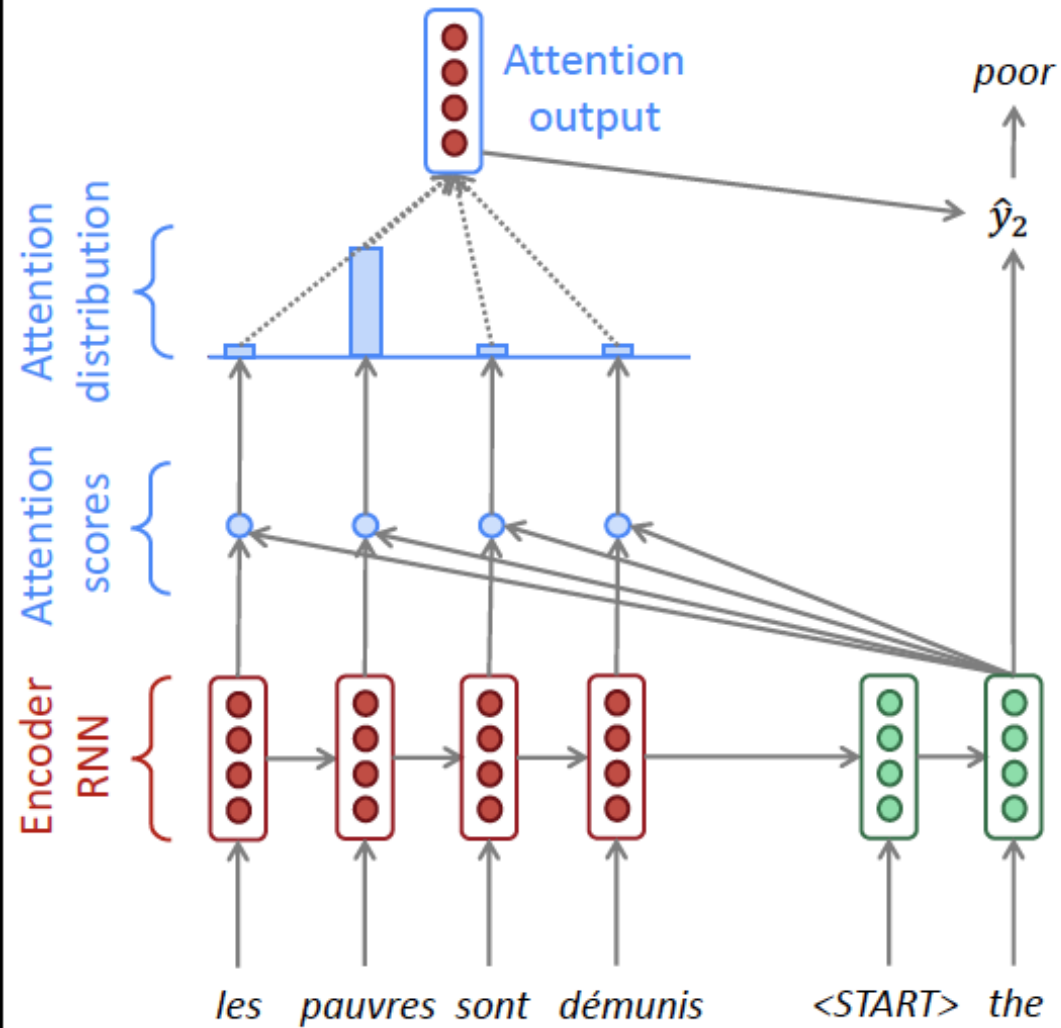 Attention
output
poor
ŷ₂
Attention
distribution
Attention
scores
Encoder
RNN
les pauvres sont démunis <START> the